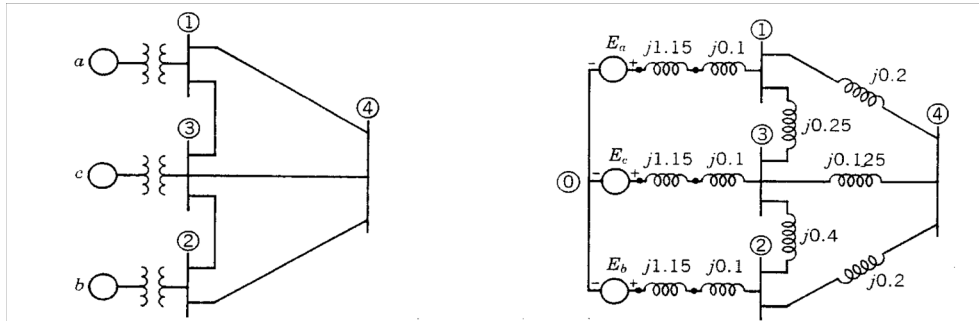 ①
a
③
④
c
②
b
①
E_a
- + j1.15 j0.1
j0.2
④
③
j0.25
E_c
j1.15 j0.1
j0.125
⓪
- +
②
j0.4
E_b
j1.15 j0.1
j0.2
- +